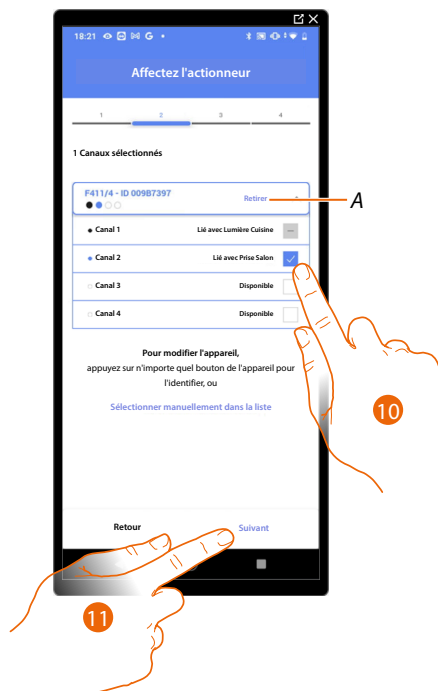 18:21 G
Affectez l'actionneur
1 2 3 4
1 Canaux sélectionnés
F411/4 - ID 009B7397
Retirer
A
Canal 1 Lié avec Lumière Cuisine
Canal 2 Lié avec Prise Salon
Canal 3 Disponible
Canal 4 Disponible
Pour modifier l'appareil,
appuyez sur n'importe quel bouton de l'appareil pour
l'identifier, ou
Sélectionner manuellement dans la liste
10
Retour Suivant
11